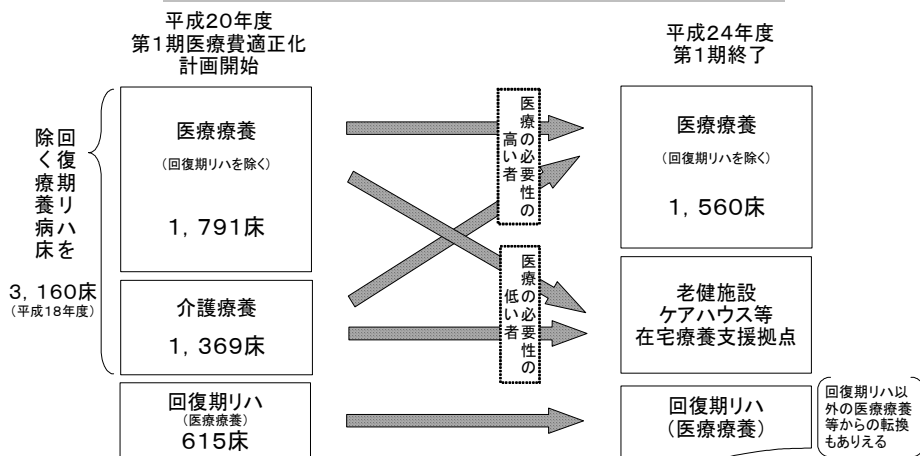 平成20年度
第1期医療費適正化
計画開始
平成24年度
第1期終了
回復期リハを
除く療養病床
3,160床
(平成18年度)
医療療養
(回復期リハを除く)
1,791床
介護療養
1,369床
回復期リハ
(医療療養)
615床
医療の必要性の
高い者
医療の必要性の
低い者
医療療養
(回復期リハを除く)
1,560床
老健施設
ケアハウス等
在宅療養支援拠点
回復期リハ
(医療療養)
回復期リハ以
外の医療療養
等からの転換
もありえる